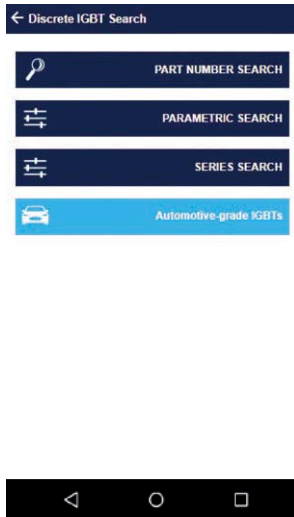 Discrete IGBT Search
PART NUMBER SEARCH
PARAMETRIC SEARCH
SERIES SEARCH
Automotive-grade IGBTs